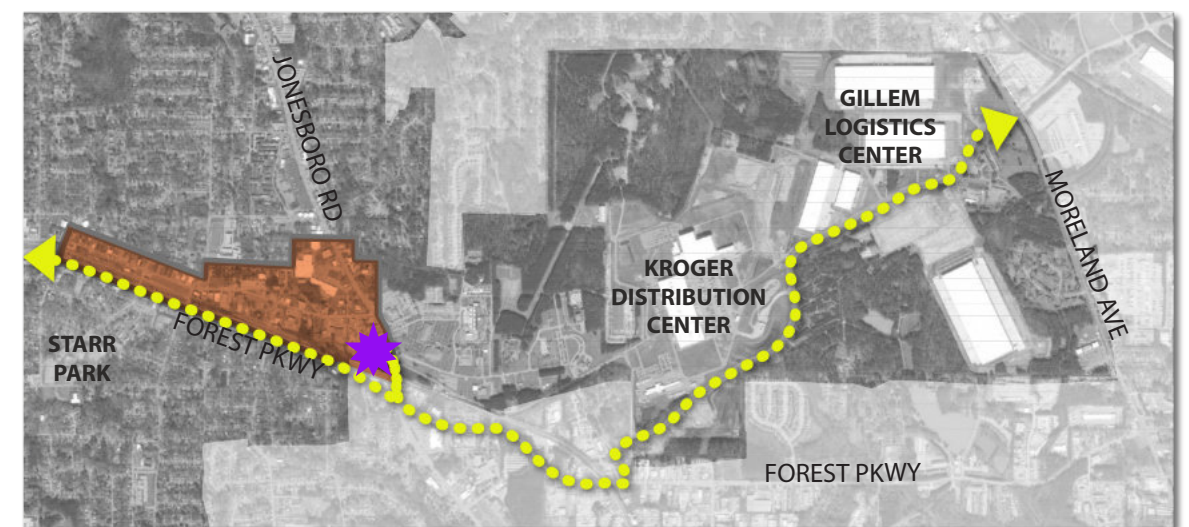 JONESBORO RD
GILLEM
LOGISTICS
CENTER
MORELAND AVE
KROGER
DISTRIBUTION
CENTER
FOREST PKWY
STARR
PARK
FOREST PKWY